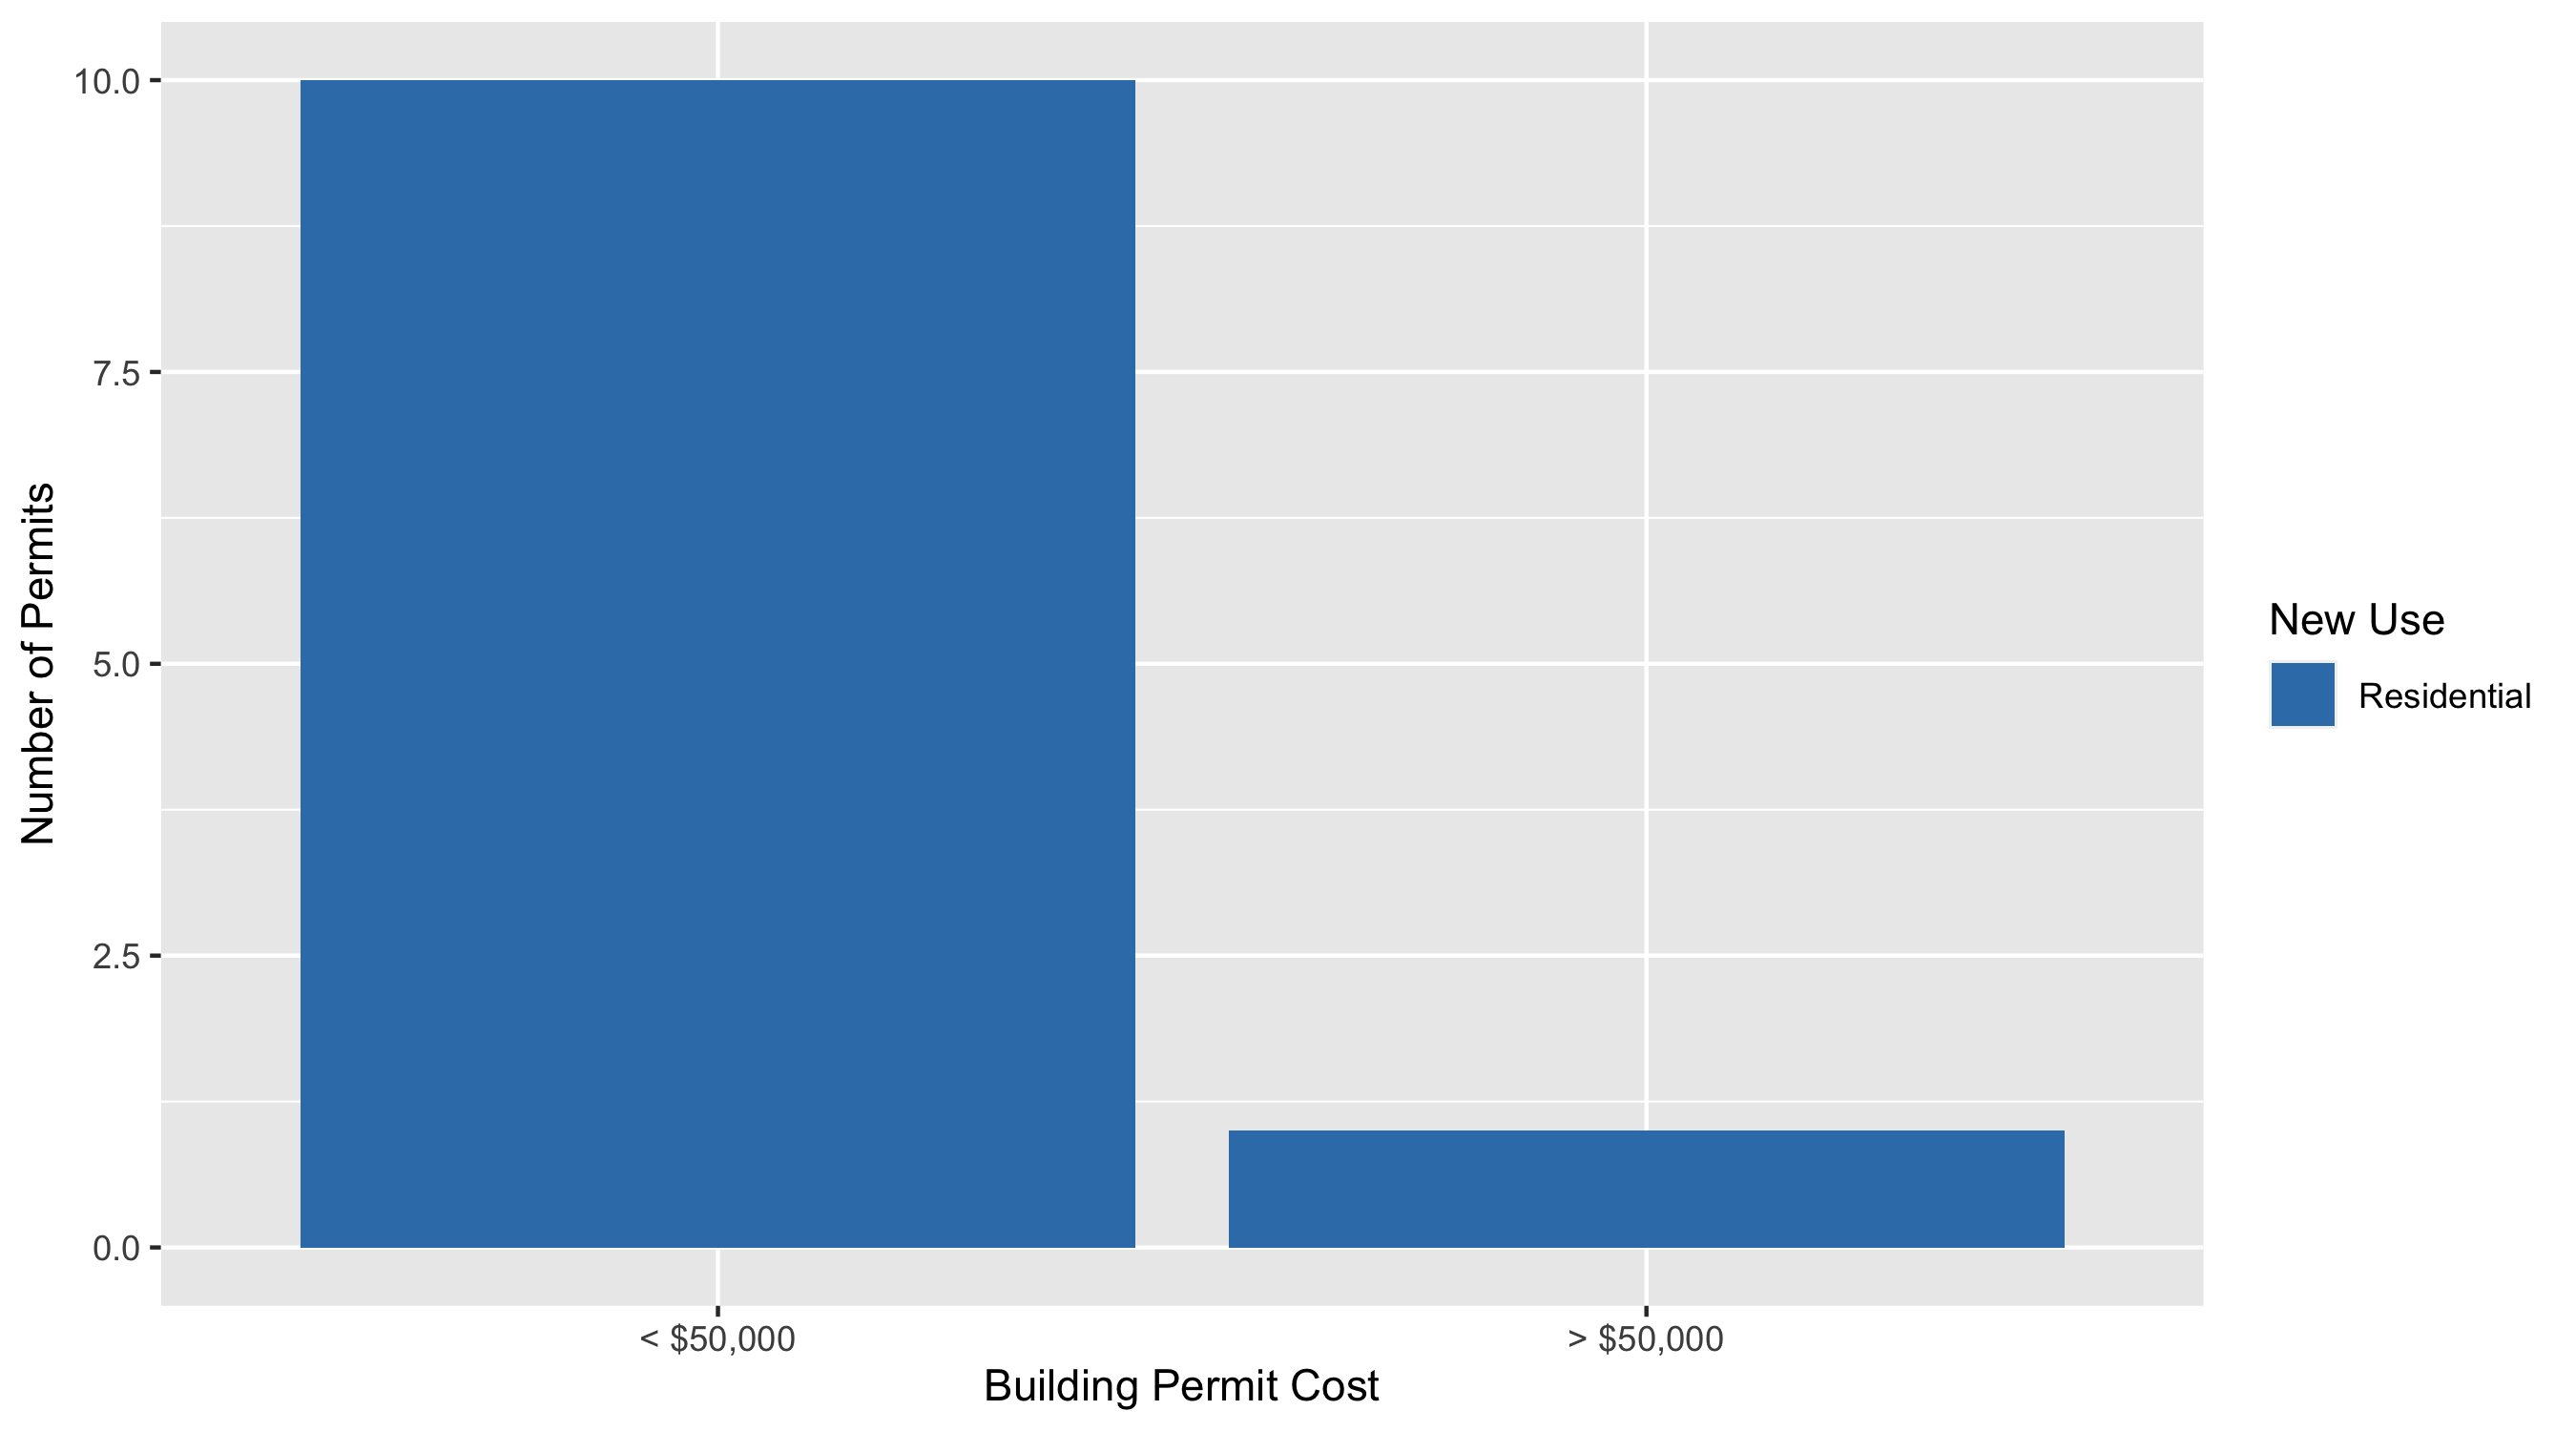 10.0
7.5
5.0
2.5
0.0
Number of Permits
< $50,000
> $50,000
Building Permit Cost
New Use
Residential